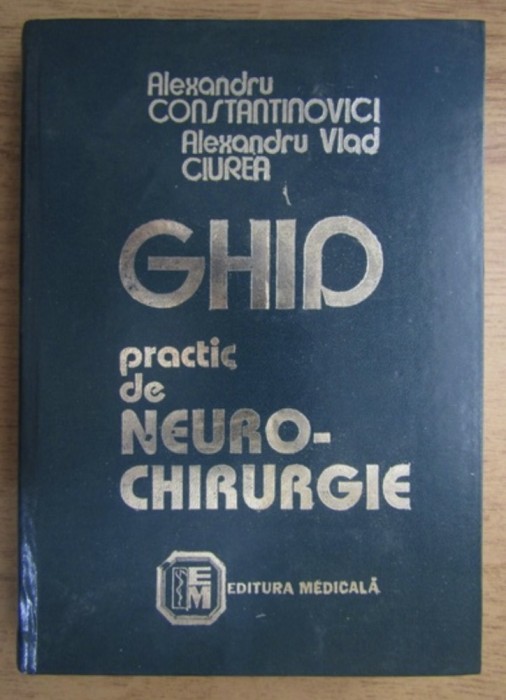 Alexandru
CONSTANTINOVICI
Alexandru Vlad
CIUREA
GHID
practic
de
NEURO-
CHIRURGIE
EM
EDITURA MEDICALĂ